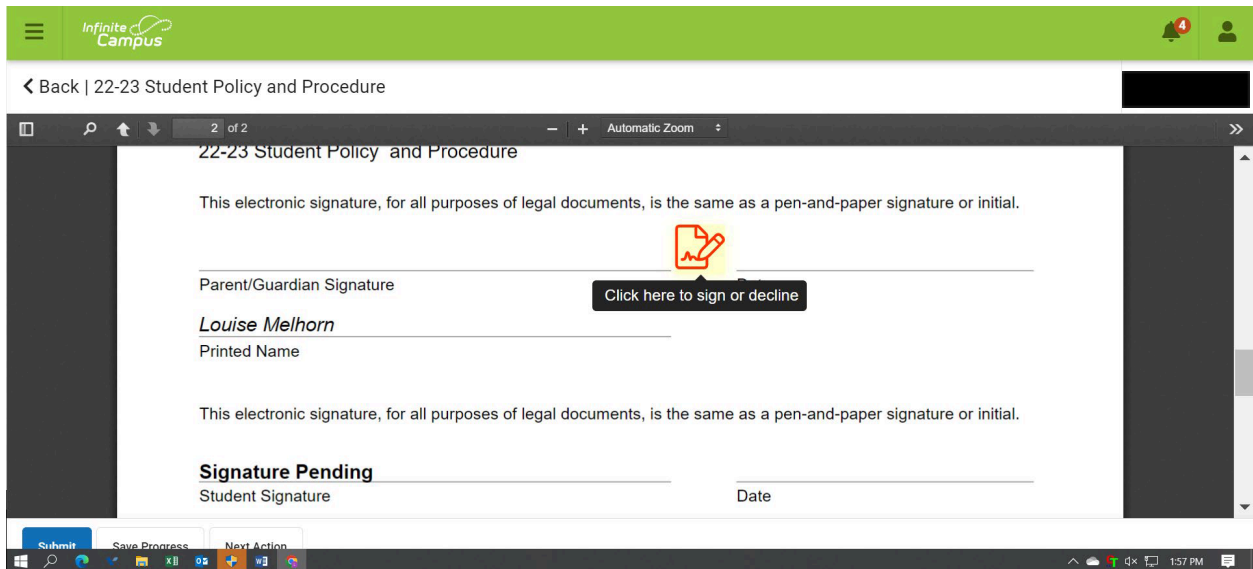 Infinite
Campus
4
Back | 22-23 Student Policy and Procedure
2 of 2
Automatic Zoom
22-23 Student Policy and Procedure
This electronic signature, for all purposes of legal documents, is the same as a pen-and-paper signature or initial.
Parent/Guardian Signature
Click here to sign or decline
Louise Melhorn
Printed Name
This electronic signature, for all purposes of legal documents, is the same as a pen-and-paper signature or initial.
Signature Pending
Student Signature
Date
Submit
Save Progress
Next Action
1:57 PM